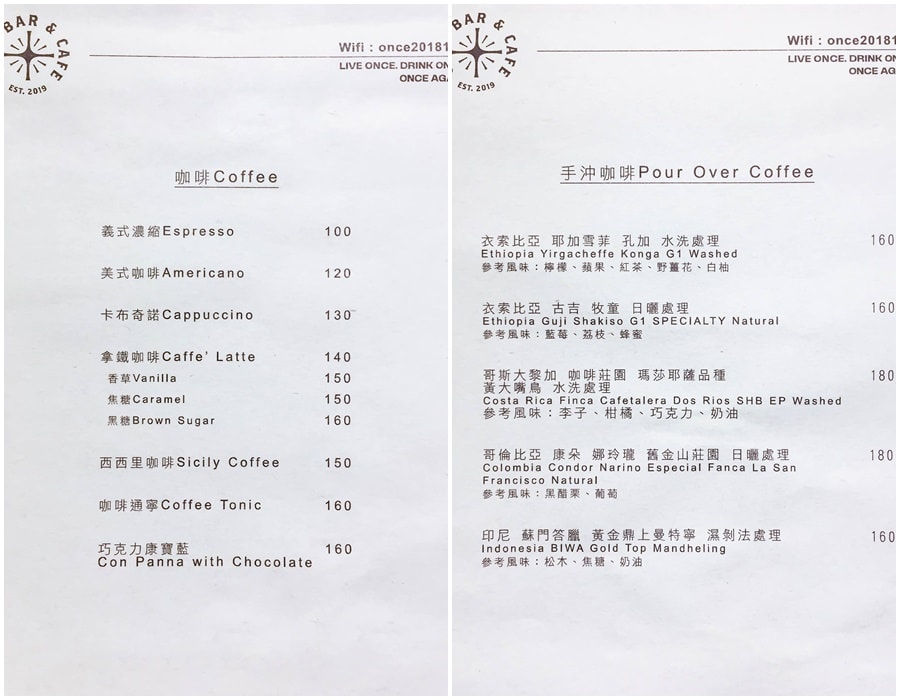 BAR & CAFE
EST. 2019
Wifi : once20181
LIVE ONCE. DRINK ON
ONCE AG
咖啡Coffee
義式濃縮Espresso 100
美式咖啡Americano 120
卡布奇諾Cappuccino 130
拿鐵咖啡Caffe' Latte 140
香草Vanilla 150
焦糖Caramel 150
黑糖Brown Sugar 160
西西里咖啡Sicily Coffee 150
咖啡通寧Coffee Tonic 160
巧克力康寶藍 160
Con Panna with Chocolate
BAR & CAFE
EST. 2019
Wifi : once20181
LIVE ONCE. DRINK ON
ONCE AG
手沖咖啡Pour Over Coffee
衣索比亞 耶加雪菲 孔加 水洗處理 160
Ethiopia Yirgacheffe Konga G1 Washed
參考風味：檸檬、蘋果、紅茶、野薑花、白柚
衣索比亞 古吉 牧童 日曬處理 160
Ethiopia Guji Shakiso G1 SPECIALTY Natural
參考風味：藍莓、荔枝、蜂蜜
哥斯大黎加 咖啡莊園 瑪莎耶薩品種 180
黃大嘴鳥 水洗處理
Costa Rica Finca Cafetalera Dos Rios SHB EP Washed
參考風味：李子、柑橘、巧克力、奶油
哥倫比亞 康朵 娜玲瓏 舊金山莊園 日曬處理 180
Colombia Condor Narino Especial Fanca La San
Francisco Natural
參考風味：黑醋栗、葡萄
印尼 蘇門答臘 黃金鼎上曼特寧 濕剝法處理 160
Indonesia BIWA Gold Top Mandheling
參考風味：松木、焦糖、奶油